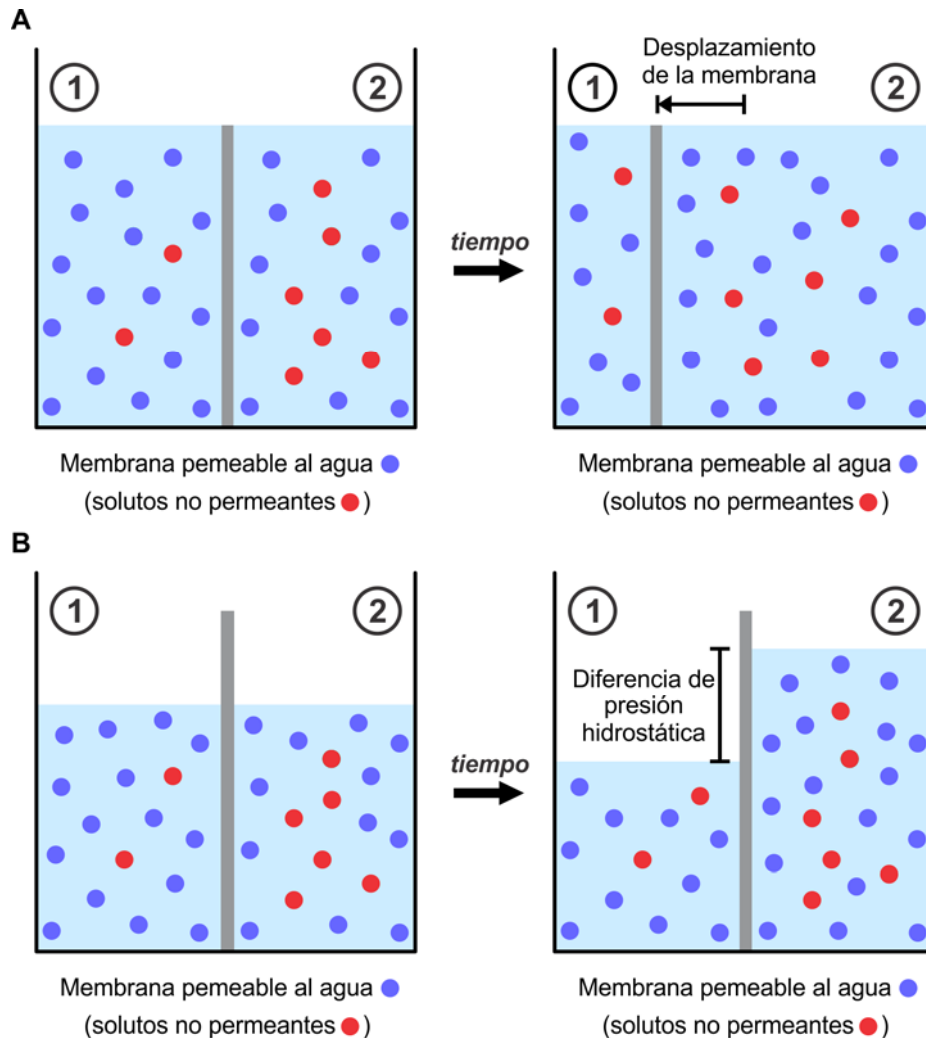 A
1
2
1
2
Desplazamiento
de la membrana
tiempo
Membrana pemeable al agua
(solutos no permeantes )
Membrana pemeable al agua
(solutos no permeantes )
B
1
2
1
2
Diferencia de
presión
hidrostática
tiempo
Membrana pemeable al agua
(solutos no permeantes )
Membrana pemeable al agua
(solutos no permeantes )